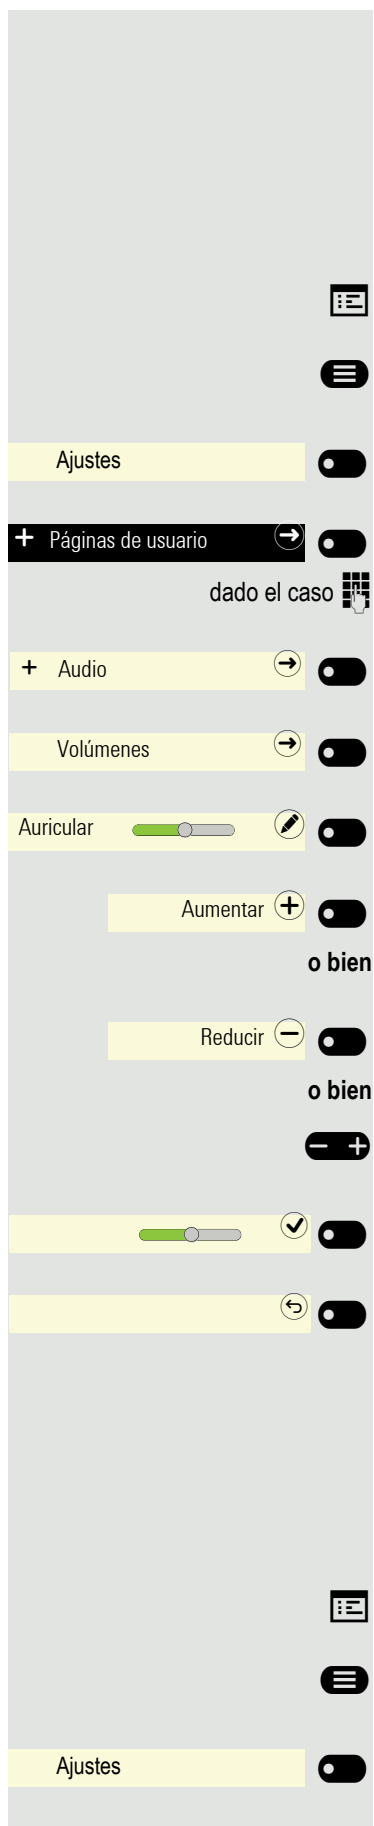 Ajustes
+ Páginas de usuario
dado el caso
+ Audio
Volúmenes
Auricular
Aumentar +
o bien
Reducir −
o bien
− +
Ajustes